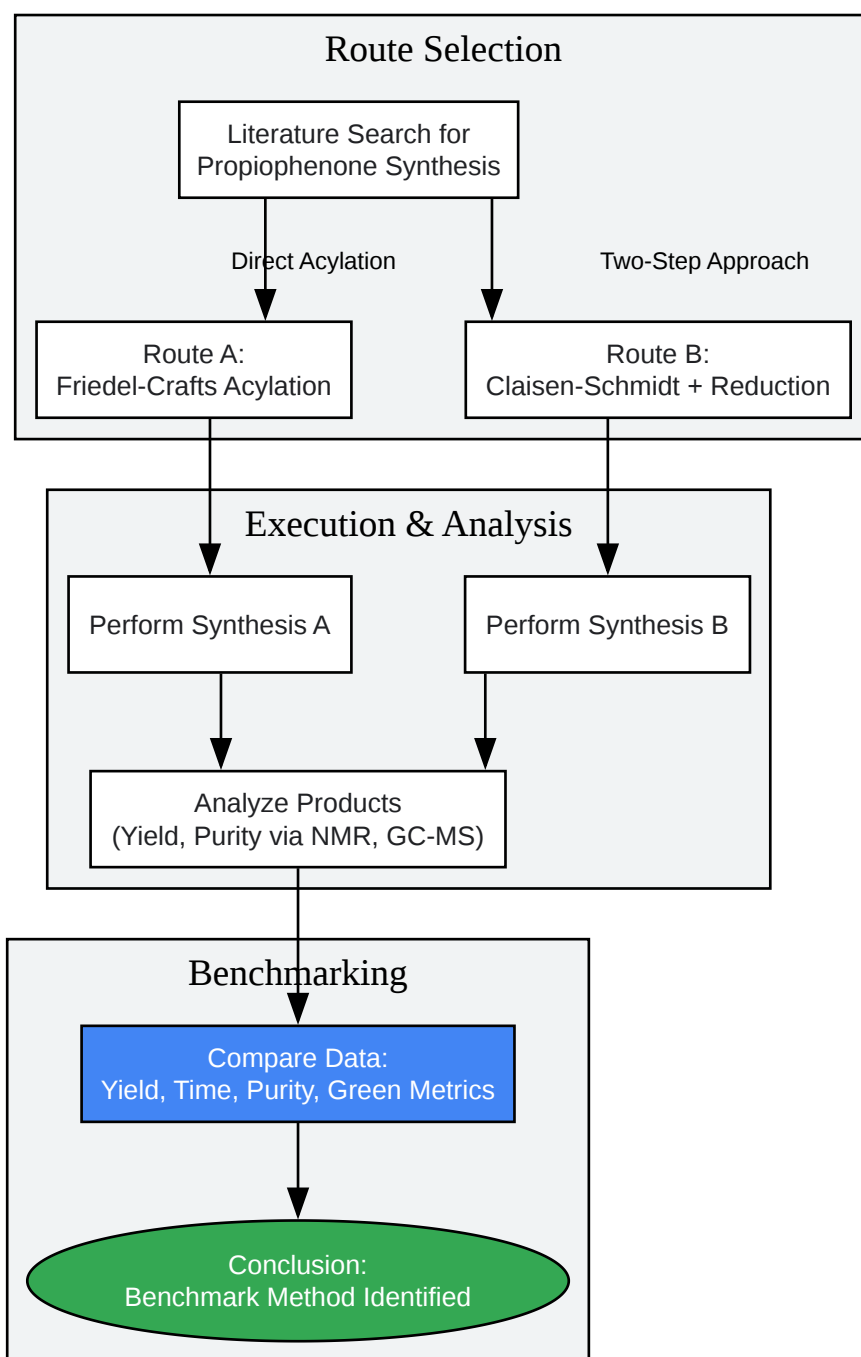 Route Selection
Literature Search for
Propiophenone Synthesis
Direct Acylation
Two-Step Approach
Route A:
Friedel-Crafts Acylation
Route B:
Claisen-Schmidt + Reduction
Execution & Analysis
Perform Synthesis A
Perform Synthesis B
Analyze Products
(Yield, Purity via NMR, GC-MS)
Benchmarking
Compare Data:
Yield, Time, Purity, Green Metrics
Conclusion:
Benchmark Method Identified